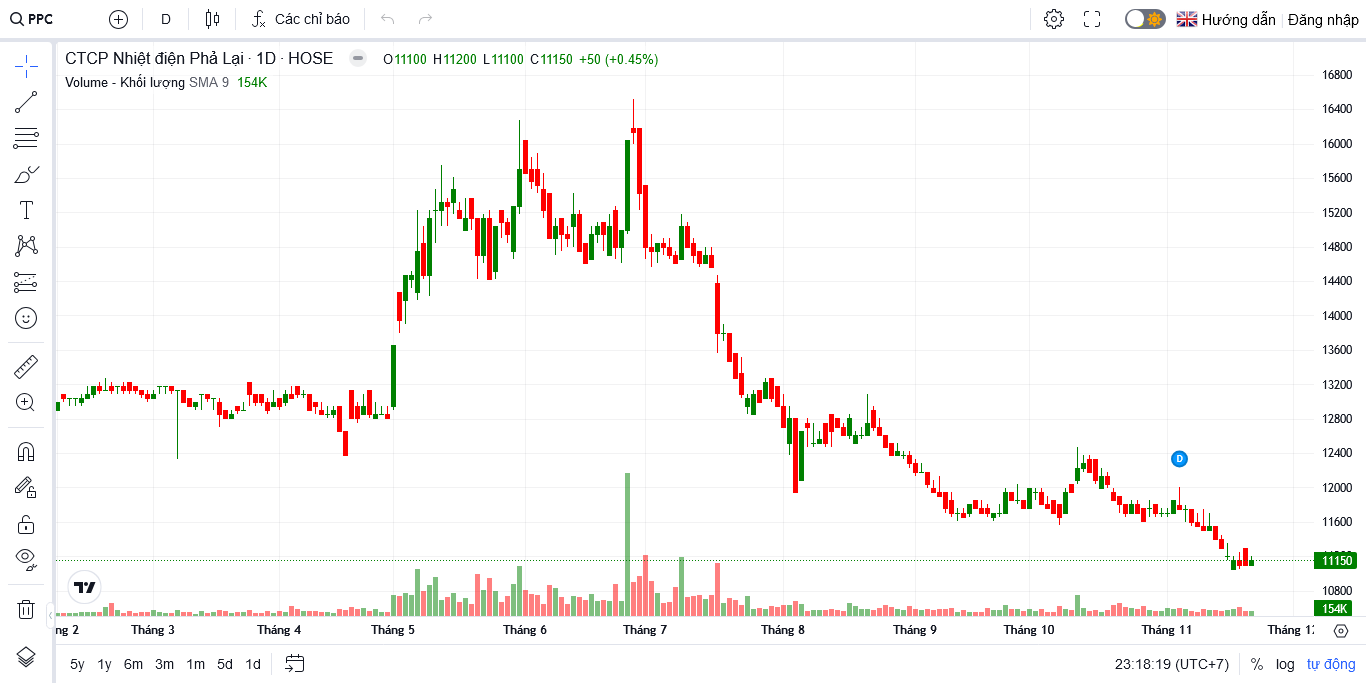 PPC D Các chỉ báo Hướng dẫn Đăng nhập
CTCP Nhiệt điện Phả Lại · 1D · HOSE O11100 H11200 L11100 C11150 +50 (+0.45%)
Volume - Khối lượng SMA 9 154K
16800
16400
16000
15600
15200
14800
14400
14000
13600
13200
12800
12400
D
12000
11600
11150
10800
154K
ng 2 Tháng 3 Tháng 4 Tháng 5 Tháng 6 Tháng 7 Tháng 8 Tháng 9 Tháng 10 Tháng 11 Tháng 1
5y 1y 6m 3m 1m 5d 1d 23:18:19 (UTC+7) % log tự động